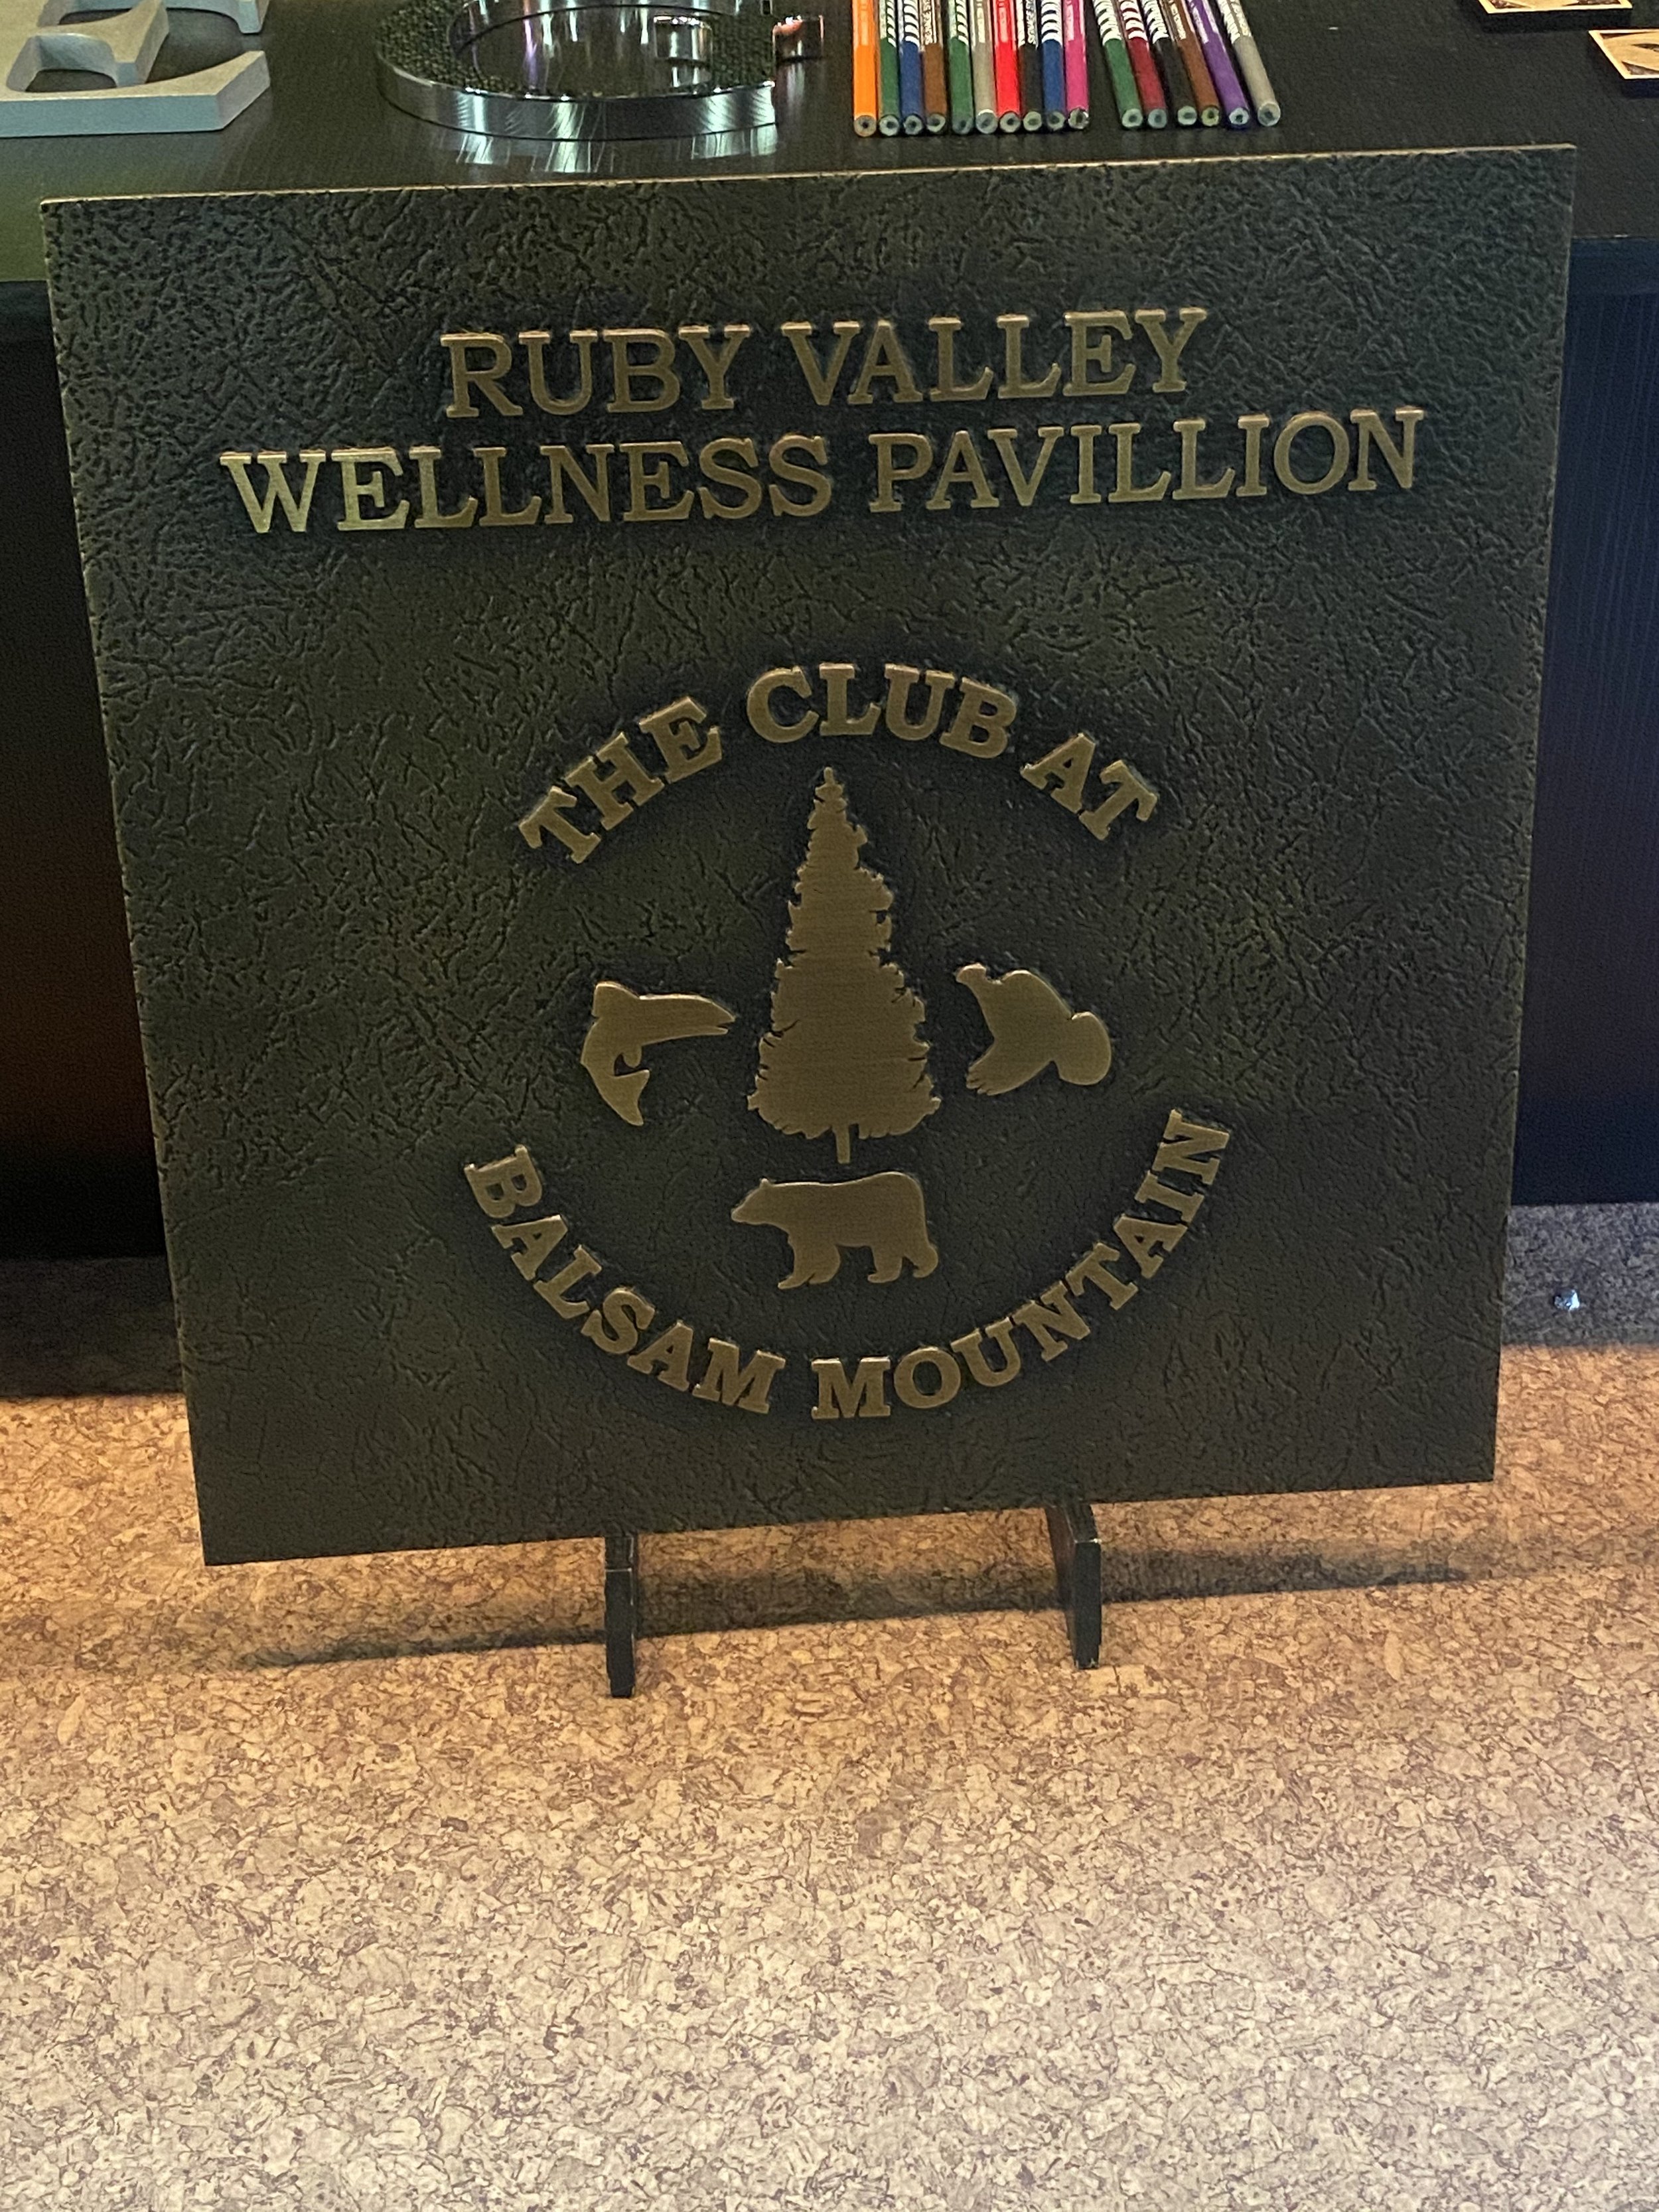 RUBY VALLEY
WELLNESS PAVILLION
THE CLUB AT
BALSAM MOUNTAIN